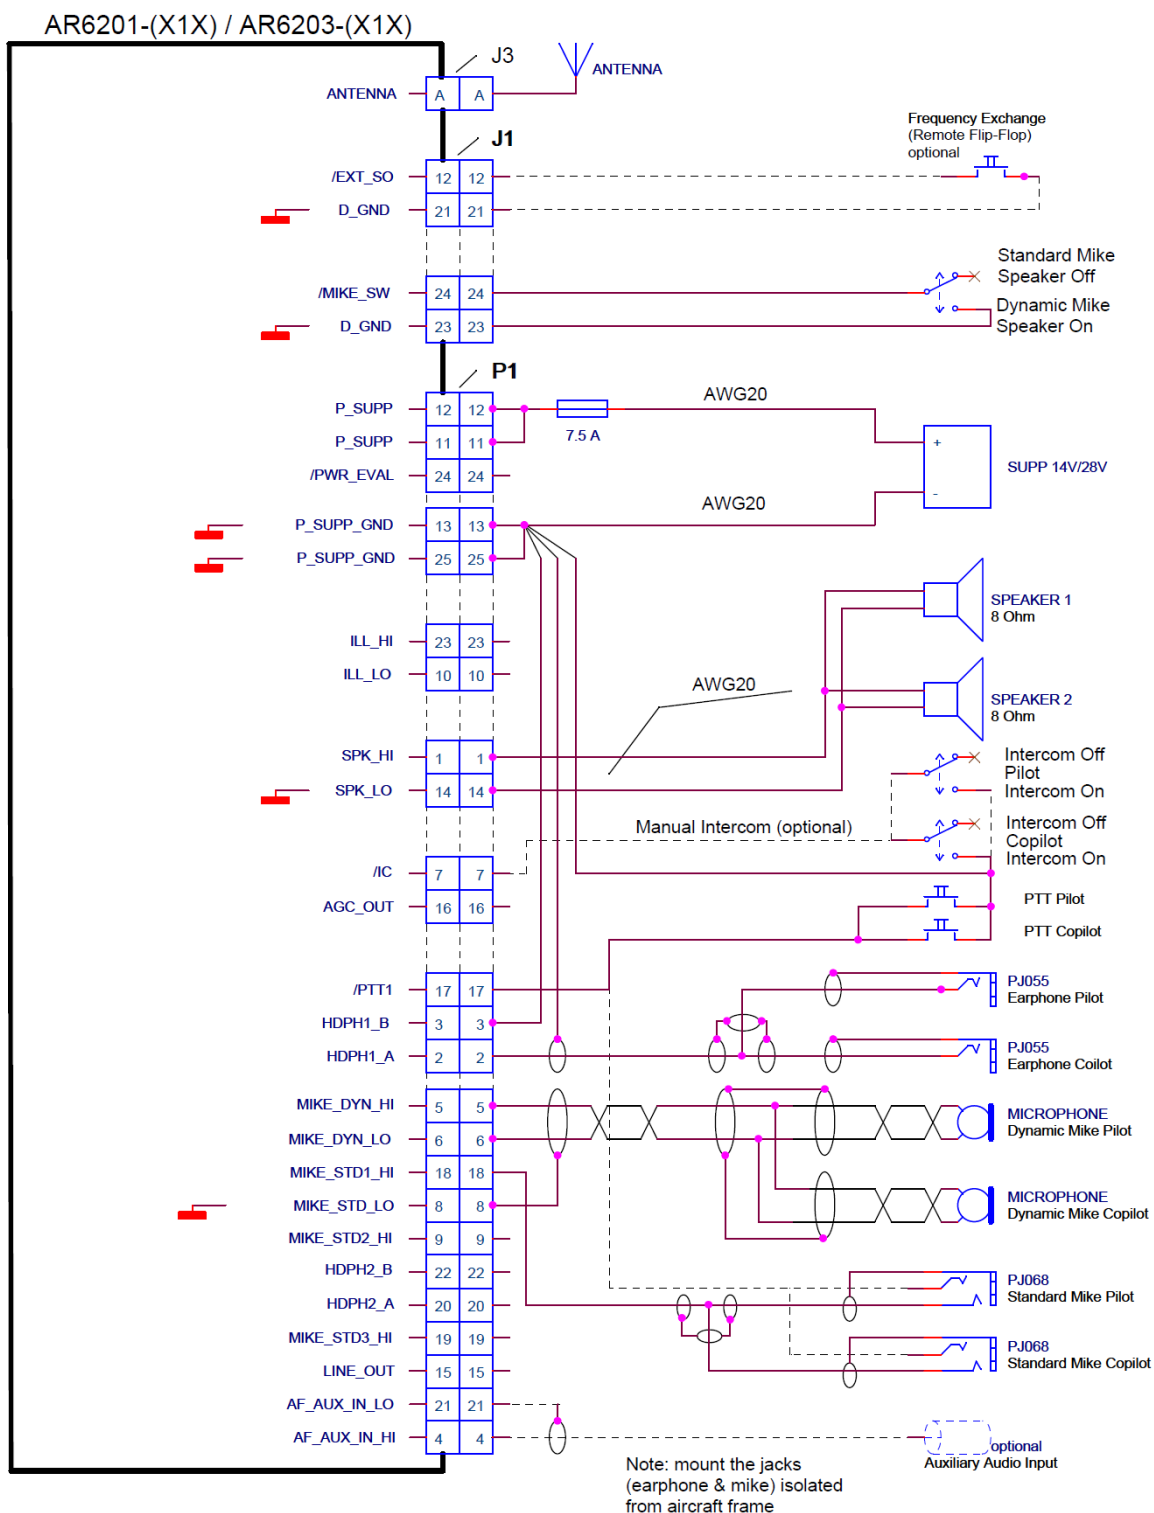 AR6201-(X1X) / AR6203-(X1X)
J3
ANTENNA
ANTENNA A A
J1
Frequency Exchange
(Remote Flip-Flop)
optional
/EXT_SO 12 12
D_GND 21 21
Standard Mike
Speaker Off
/MIKE_SW 24 24
Dynamic Mike
D_GND 23 23
Speaker On
P1
AWG20
P_SUPP 12 12
7.5 A
P_SUPP 11 11
+
SUPP 14V/28V
/PWR_EVAL 24 24
-
AWG20
P_SUPP_GND 13 13
P_SUPP_GND 25 25
SPEAKER 1
8 Ohm
ILL_HI 23 23
ILL_LO 10 10
AWG20
SPEAKER 2
8 Ohm
SPK_HI 1 1
Intercom Off
Pilot
Intercom On
SPK_LO 14 14
Manual Intercom (optional)
Intercom Off
Copilot
Intercom On
/IC 7 7
AGC_OUT 16 16
PTT Pilot
PTT Copilot
/PTT1 17 17
PJ055
Earphone Pilot
HDPH1_B 3 3
HDPH1_A 2 2
PJ055
Earphone Coilot
MIKE_DYN_HI 5 5
MICROPHONE
Dynamic Mike Pilot
MIKE_DYN_LO 6 6
MIKE_STD1_HI 18 18
MIKE_STD_LO 8 8
MICROPHONE
Dynamic Mike Copilot
MIKE_STD2_HI 9 9
HDPH2_B 22 22
PJ068
Standard Mike Pilot
HDPH2_A 20 20
MIKE_STD3_HI 19 19
PJ068
Standard Mike Copilot
LINE_OUT 15 15
AF_AUX_IN_LO 21 21
AF_AUX_IN_HI 4 4
optional
Auxiliary Audio Input
Note: mount the jacks
(earphone & mike) isolated
from aircraft frame